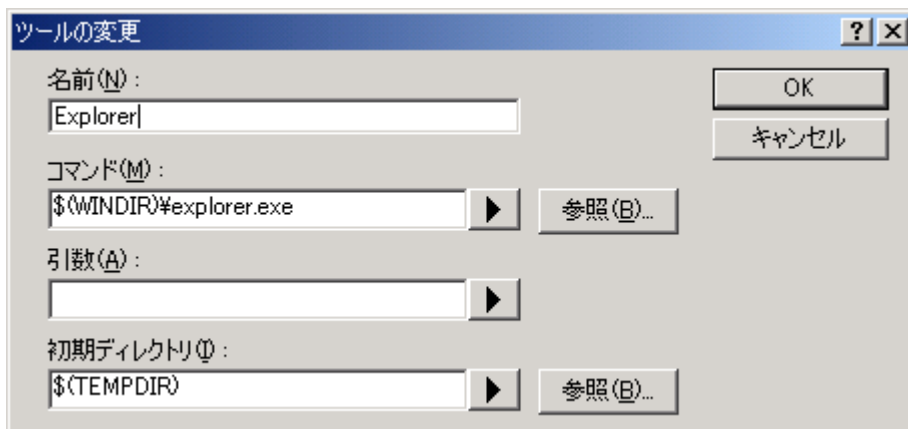 ツールの変更
名前(N):
OK
Explorer
キャンセル
コマンド(M):
$(WINDIR)¥explorer.exe
参照(B)...
引数(A):
初期ディレクトリ(I):
$(TEMPDIR)
参照(B)...